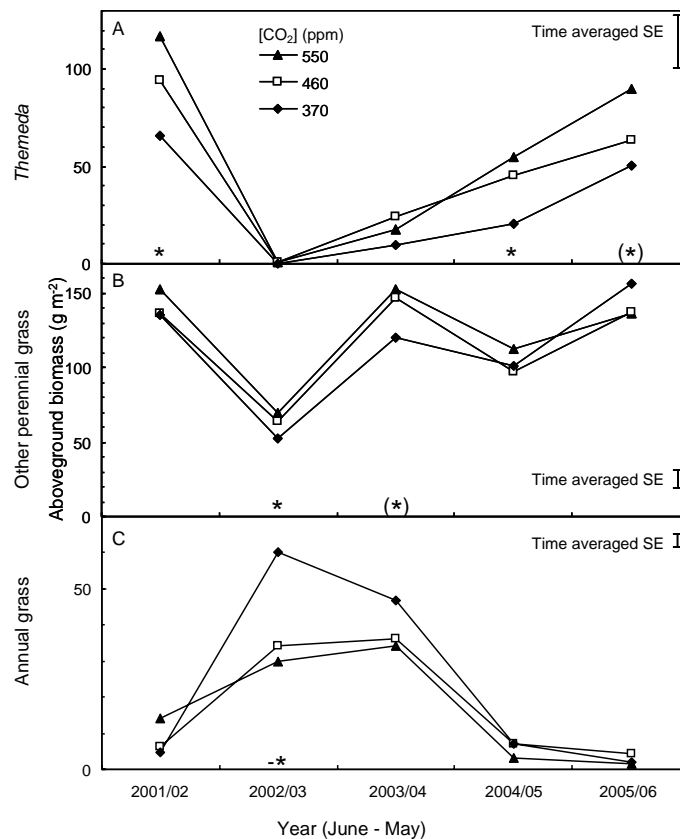 A
[CO₂] (ppm)
550
460
370
Time averaged SE
100
50
0
Themeda
*
*
(*)
B
150
100
50
0
Other perennial grass
Aboveground biomass (g m⁻²)
Time averaged SE
*
(*)
C
Time averaged SE
50
0
Annual grass
-*
2001/02
2002/03
2003/04
2004/05
2005/06
Year (June - May)